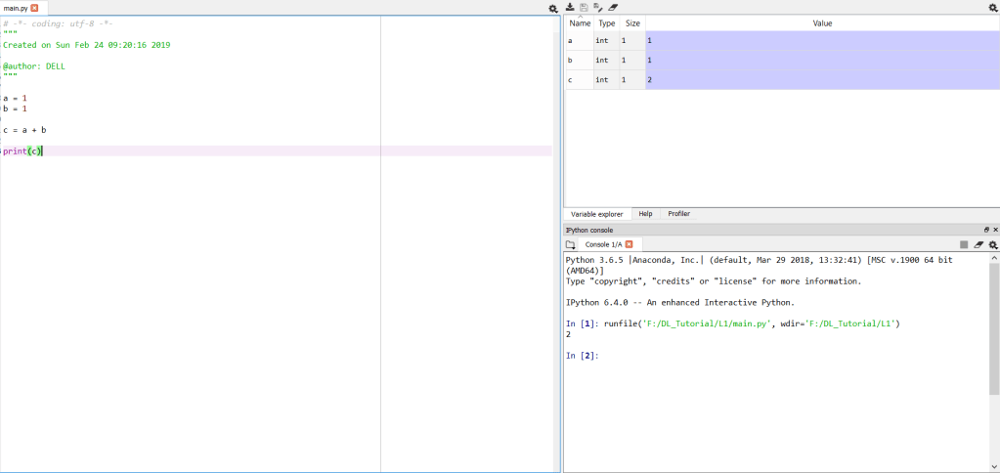 main.py
# -*- coding: utf-8 -*-
"""
Created on Sun Feb 24 09:20:16 2019
@author: DELL
"""
a = 1
b = 1
c = a + b
print(c)
Name Type Size Value
a int 1 1
b int 1 1
c int 1 2
Variable explorer Help Profiler
IPython console
Console 1/A
Python 3.6.5 |Anaconda, Inc.| (default, Mar 29 2018, 13:32:41) [MSC v.1900 64 bit
(AMD64)]
Type "copyright", "credits" or "license" for more information.
IPython 6.4.0 -- An enhanced Interactive Python.
In [1]: runfile('F:/DL_Tutorial/L1/main.py', wdir='F:/DL_Tutorial/L1')
2
In [2]: